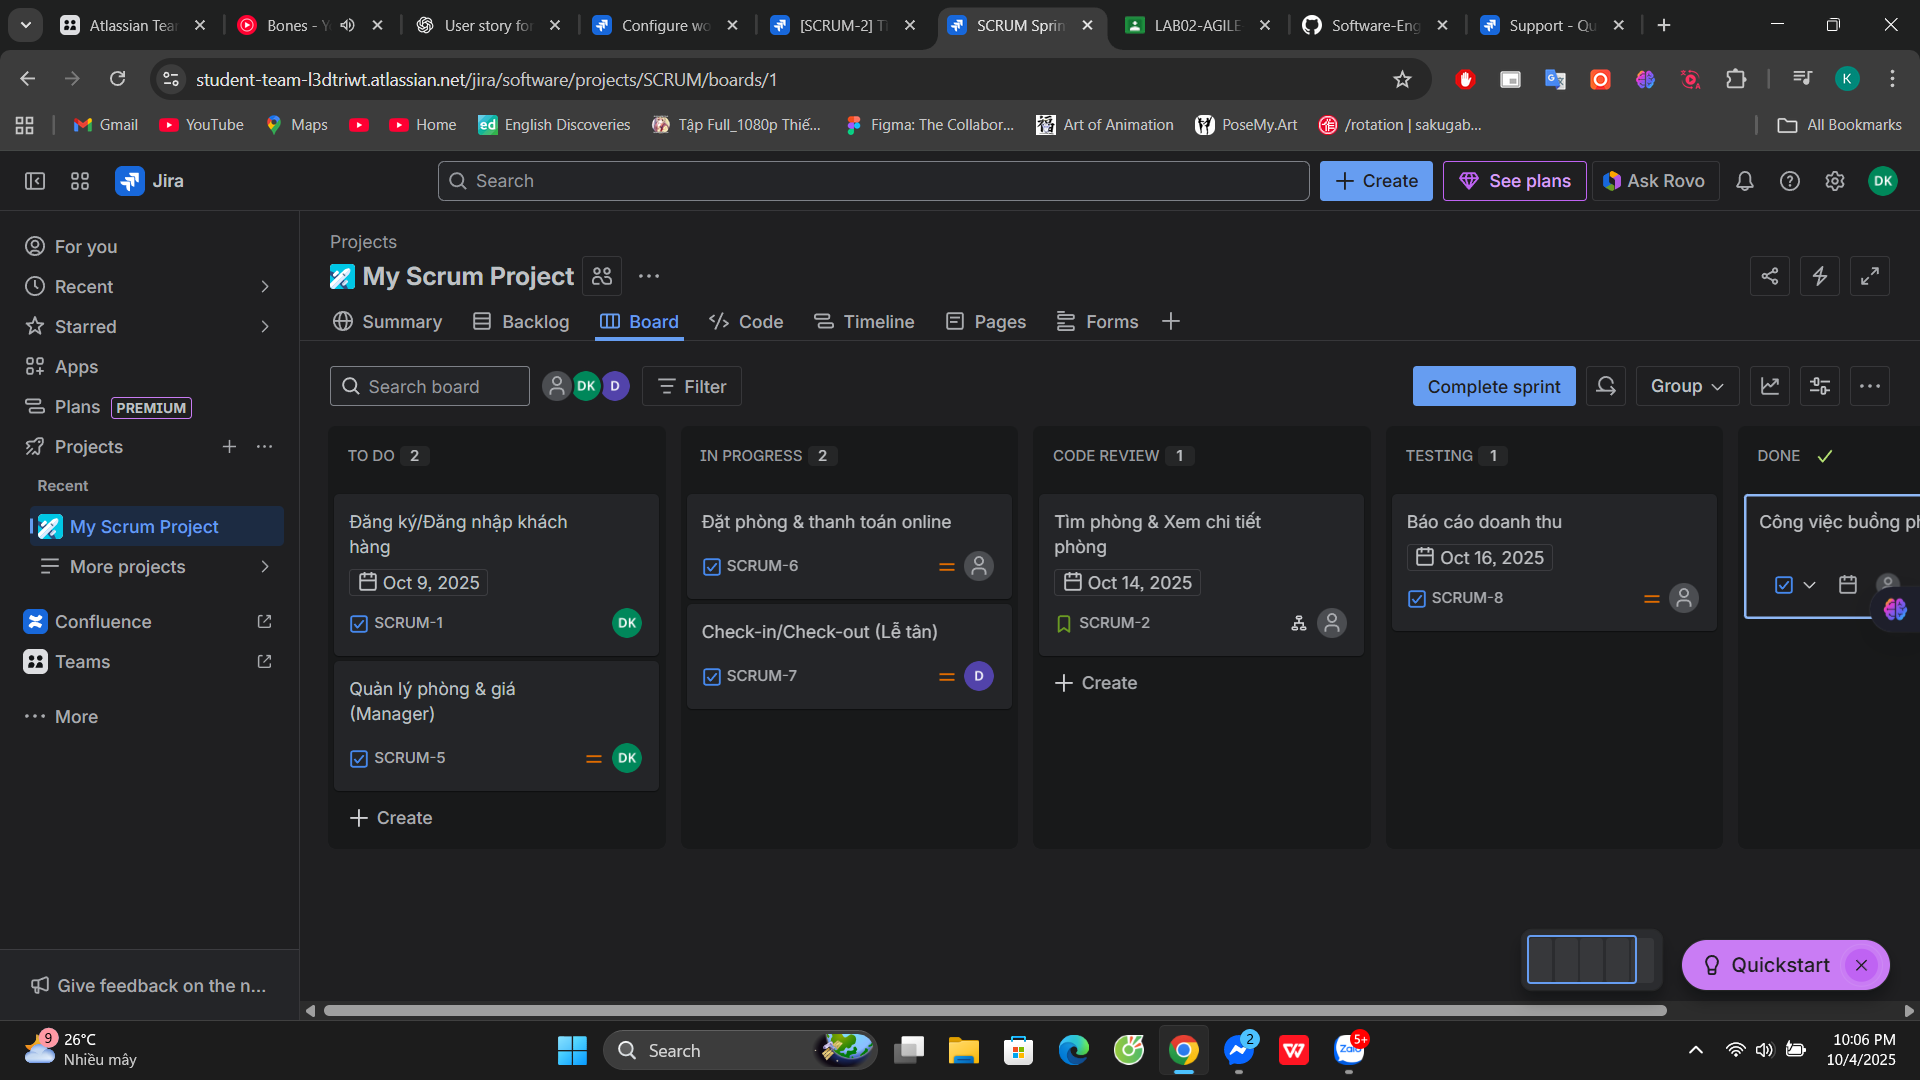 Atlassian Tea
Bones - Y
User story for
Configure wo
[SCRUM-2] T
SCRUM Sprin
LAB02-AGILE
Software-Eng
Support - Qu
student-team-l3dtriwt.atlassian.net/jira/software/projects/SCRUM/boards/1
K
Gmail
YouTube
Maps
Home
ed English Discoveries
Tập Full_1080p Thiế...
Figma: The Collabor...
Art of Animation
PoseMy.Art
/rotation | sakugab...
All Bookmarks
Jira
Search
Create
See plans
Ask Rovo
DK
For you
Recent
Starred
Apps
Plans PREMIUM
Projects
Recent
My Scrum Project
More projects
Confluence
Teams
More
Give feedback on the n...
Projects
My Scrum Project
Summary
Backlog
Board
Code
Timeline
Pages
Forms
Search board
DK
D
Filter
Complete sprint
Group
TO DO 2
Đăng ký/Đăng nhập khách
hàng
Oct 9, 2025
SCRUM-1
DK
Quản lý phòng & giá
(Manager)
SCRUM-5
DK
Create
IN PROGRESS 2
Đặt phòng & thanh toán online
SCRUM-6
Check-in/Check-out (Lễ tân)
SCRUM-7
D
CODE REVIEW 1
Tìm phòng & Xem chi tiết
phòng
Oct 14, 2025
SCRUM-2
Create
TESTING 1
Báo cáo doanh thu
Oct 16, 2025
SCRUM-8
DONE
Công việc buồng ph
Quickstart
9
26°C
Nhiều mây
Search
2
Zalo
5+
10:06 PM
10/4/2025